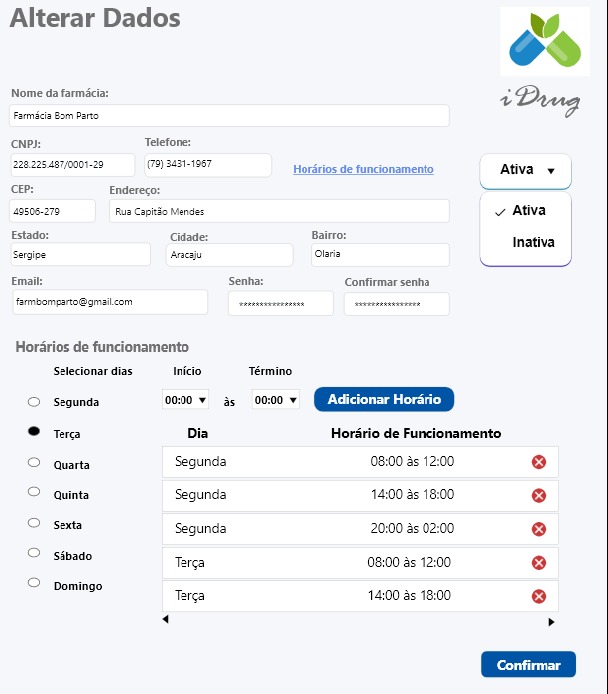 Alterar Dados
iDrug
Nome da farmácia:
Farmácia Bom Parto
CNPJ: Telefone:
228.225.487/0001-29 (79) 3431-1967 Horários de funcionamento Ativa
CEP: Endereço:
49506-279 Rua Capitão Mendes Ativa
Inativa
Estado: Cidade: Bairro:
Sergipe Aracaju Olaria
Email: Senha: Confirmar senha
farmbomparto@gmail.com **************** ****************
Horários de funcionamento
Selecionar dias Início Término
Segunda 00:00 às 00:00 Adicionar Horário
Terça Dia Horário de Funcionamento
Quarta Segunda 08:00 às 12:00
Quinta Segunda 14:00 às 18:00
Sexta Segunda 20:00 às 02:00
Sábado Terça 08:00 às 12:00
Domingo Terça 14:00 às 18:00
Confirmar